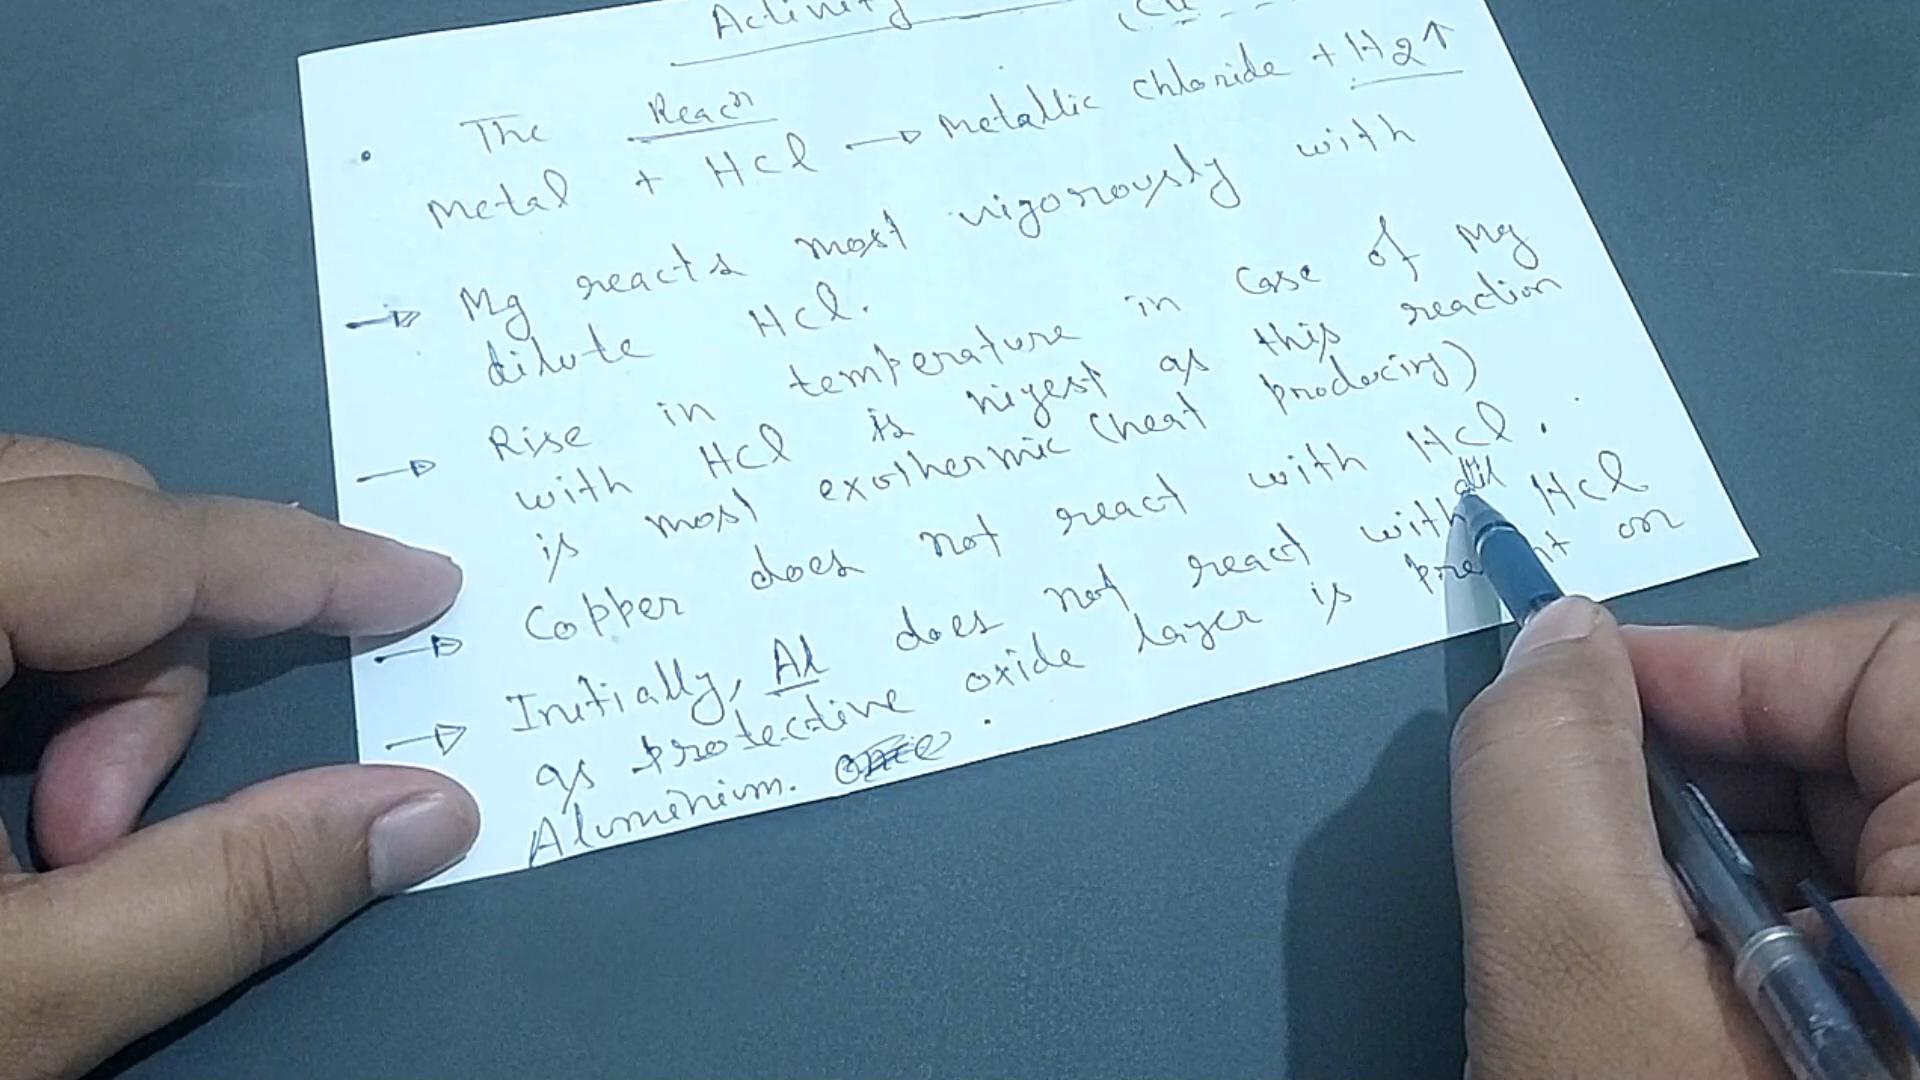 Activity (Cu
The Reacn
Metal + HCl → Metallic Chloride + H2↑
→ Mg reacts most vigorously with
dilute HCl.
→ Rise in temperature in case of Mg
with HCl is higest as this reaction
is most exothermic (heat producing)
→ Copper does not react with HCl.
→ Initially, Al does not react with dil HCl
as protective oxide layer is present on
Aluminium.